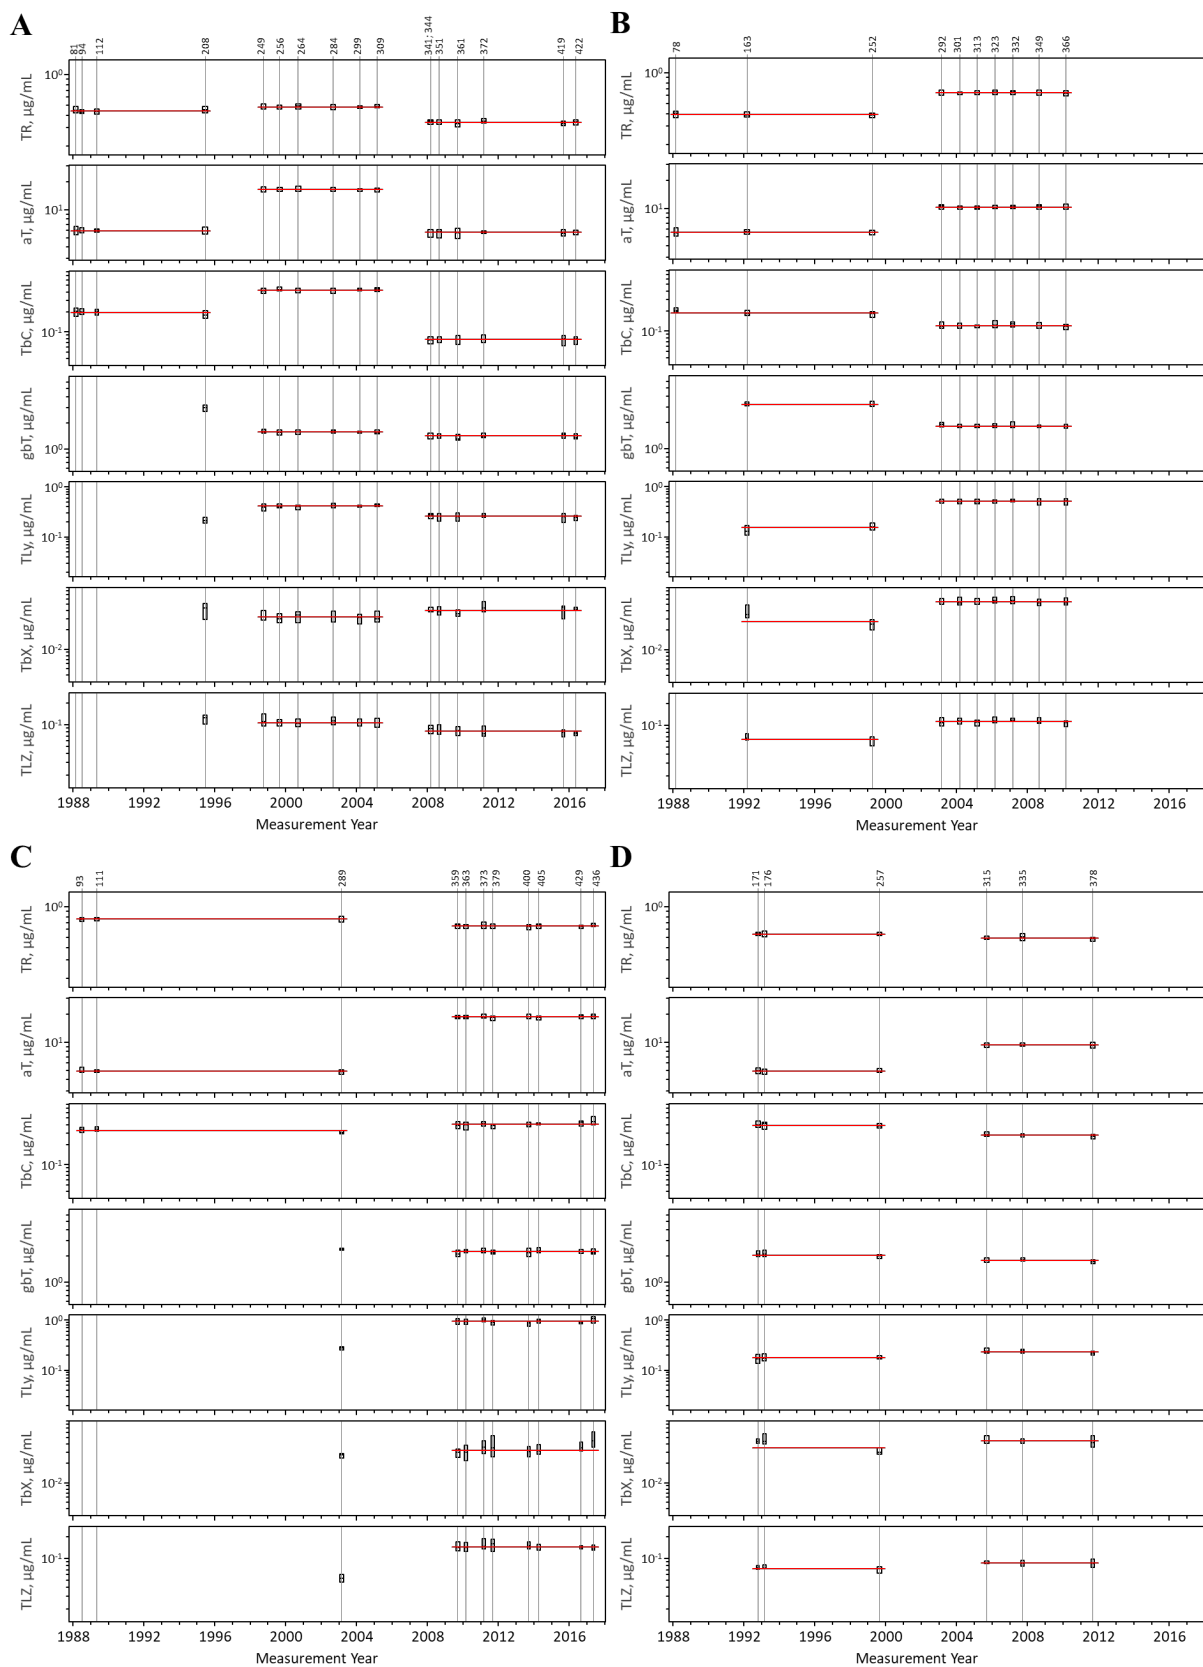 A
81
94
112
208
249
256
264
284
299
309
341; 344
351
361
372
419
422
TR, µg/mL
10⁰
aT, µg/mL
10¹
TbC, µg/mL
10⁻¹
gbT, µg/mL
10⁰
TLy, µg/mL
10⁰
10⁻¹
TbX, µg/mL
10⁻²
TLZ, µg/mL
10⁻¹
1988 1992 1996 2000 2004 2008 2012 2016
Measurement Year
B
78
163
252
292
301
313
323
332
349
366
TR, µg/mL
10⁰
aT, µg/mL
10¹
TbC, µg/mL
10⁻¹
gbT, µg/mL
10⁰
TLy, µg/mL
10⁰
10⁻¹
TbX, µg/mL
10⁻²
TLZ, µg/mL
10⁻¹
1988 1992 1996 2000 2004 2008 2012 2016
Measurement Year
C
93
111
289
359
363
373
379
400
405
429
436
TR, µg/mL
10⁰
aT, µg/mL
10¹
TbC, µg/mL
10⁻¹
gbT, µg/mL
10⁰
TLy, µg/mL
10⁰
10⁻¹
TbX, µg/mL
10⁻²
TLZ, µg/mL
10⁻¹
1988 1992 1996 2000 2004 2008 2012 2016
Measurement Year
D
171
176
257
315
335
378
TR, µg/mL
10⁰
aT, µg/mL
10¹
TbC, µg/mL
10⁻¹
gbT, µg/mL
10⁰
TLy, µg/mL
10⁰
10⁻¹
TbX, µg/mL
10⁻²
TLZ, µg/mL
10⁻¹
1988 1992 1996 2000 2004 2008 2012 2016
Measurement Year